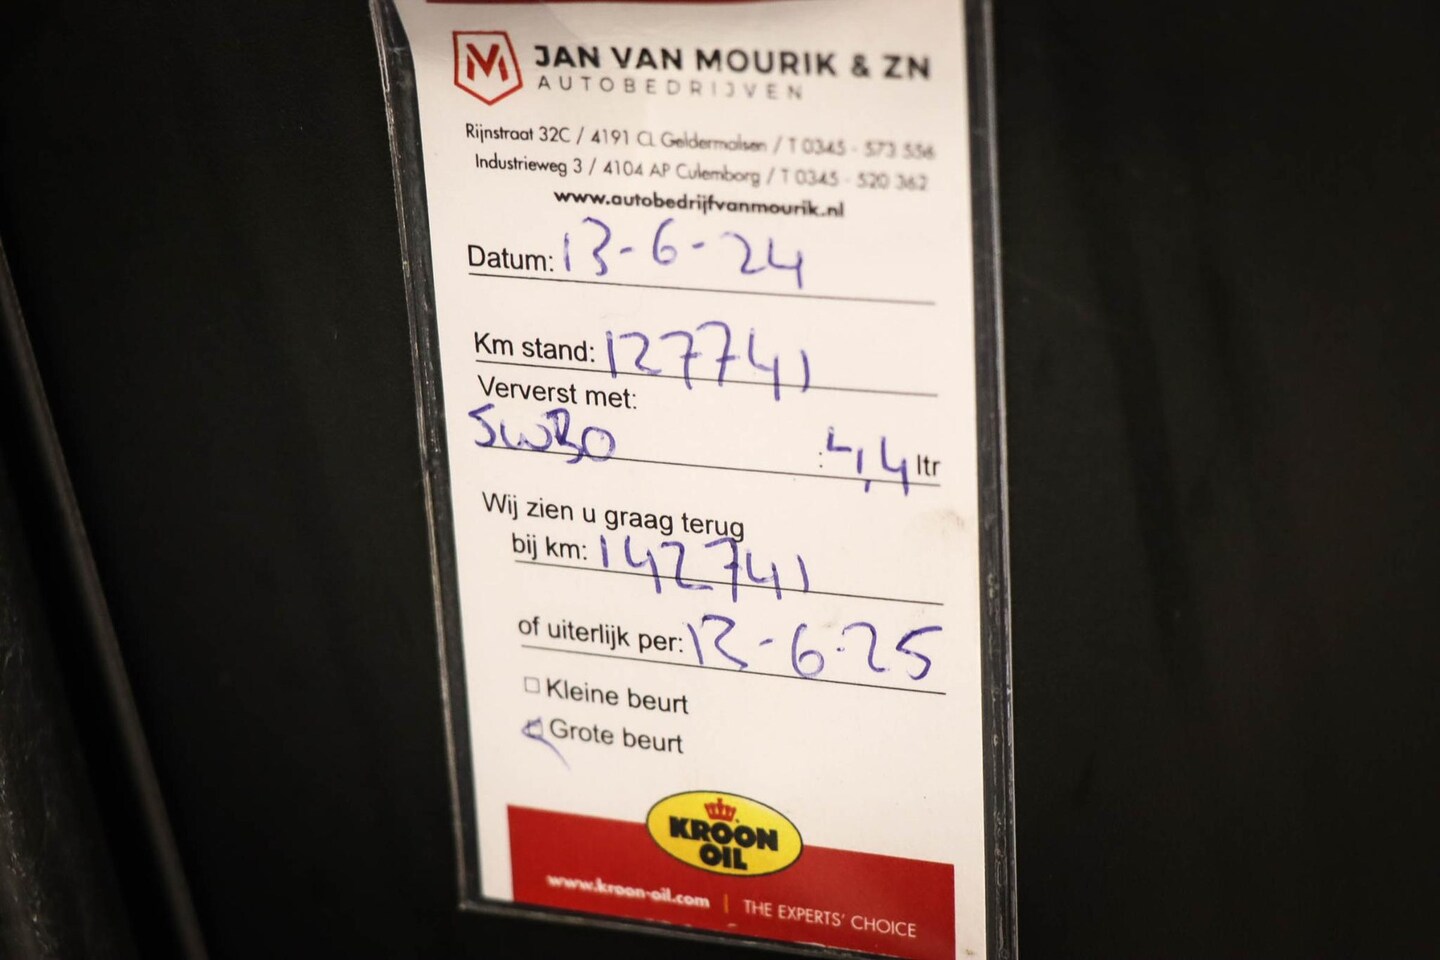 JAN VAN MOURIK & ZN
AUTOBEDRIJVEN
Rijnstraat 32C / 4191 CL Geldermalsen / T 0345 - 573 556
Industrieweg 3 / 4104 AP Culemborg / T 0345 - 520 362
www.autobedrijfvanmourik.nl
Datum: 13-6-24
Km stand: 127741
Ververst met:
5w30 : 4,4 ltr
Wij zien u graag terug
bij km: 142741
of uiterlijk per: 13-6-25
Kleine beurt
Grote beurt
KROON
OIL
www.kroon-oil.com | THE EXPERTS' CHOICE